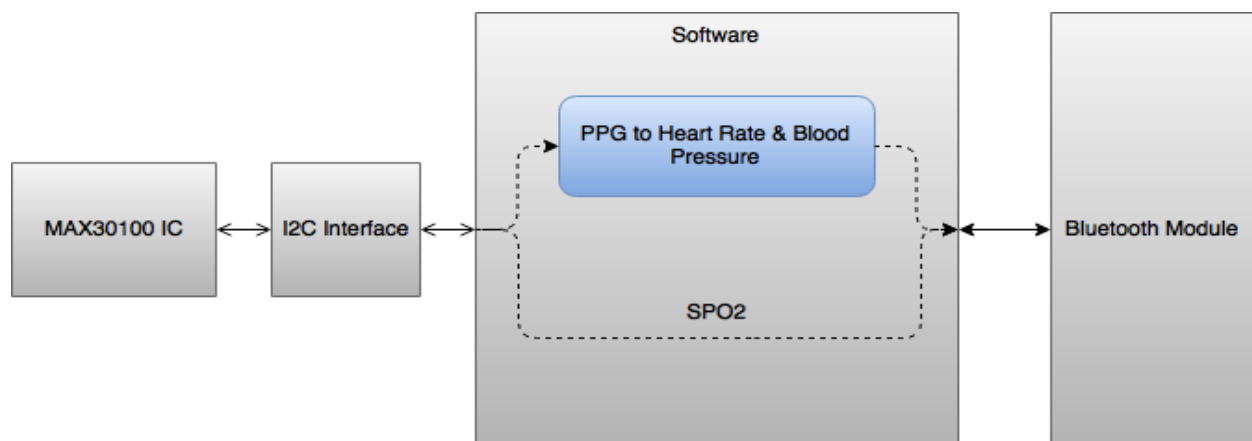 Software
PPG to Heart Rate & Blood
Pressure
MAX30100 IC
I2C Interface
Bluetooth Module
SPO2